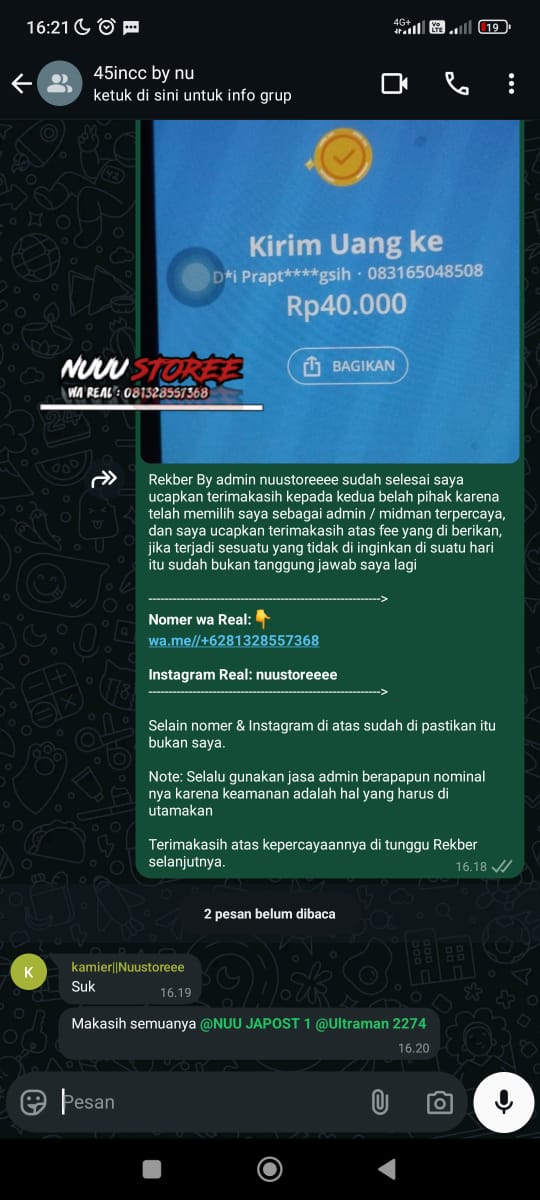 16:21
4G+
Vo LTE
19
45incc by nu
ketuk di sini untuk info grup
Kirim Uang ke
D*i Prapt****gsih · 083165048508
Rp40.000
BAGIKAN
NUUU STOREE
WA REAL : 081328557368
Rekber By admin nuustoreeee sudah selesai saya
ucapkan terimakasih kepada kedua belah pihak karena
telah memilih saya sebagai admin / midman terpercaya,
dan saya ucapkan terimakasih atas fee yang di berikan,
jika terjadi sesuatu yang tidak di inginkan di suatu hari
itu sudah bukan tanggung jawab saya lagi
---------------------------------------------------------->
Nomer wa Real:👇
wa.me//+6281328557368
Instagram Real: nuustoreeee
---------------------------------------------------------->
Selain nomer & Instagram di atas sudah di pastikan itu
bukan saya.
Note: Selalu gunakan jasa admin berapapun nominal
nya karena keamanan adalah hal yang harus di
utamakan
Terimakasih atas kepercayaannya di tunggu Rekber
selanjutnya.
16.18
2 pesan belum dibaca
K
kamier||Nuustoreee
Suk
16.19
Makasih semuanya @NUU JAPOST 1 @Ultraman 2274
16.20
Pesan